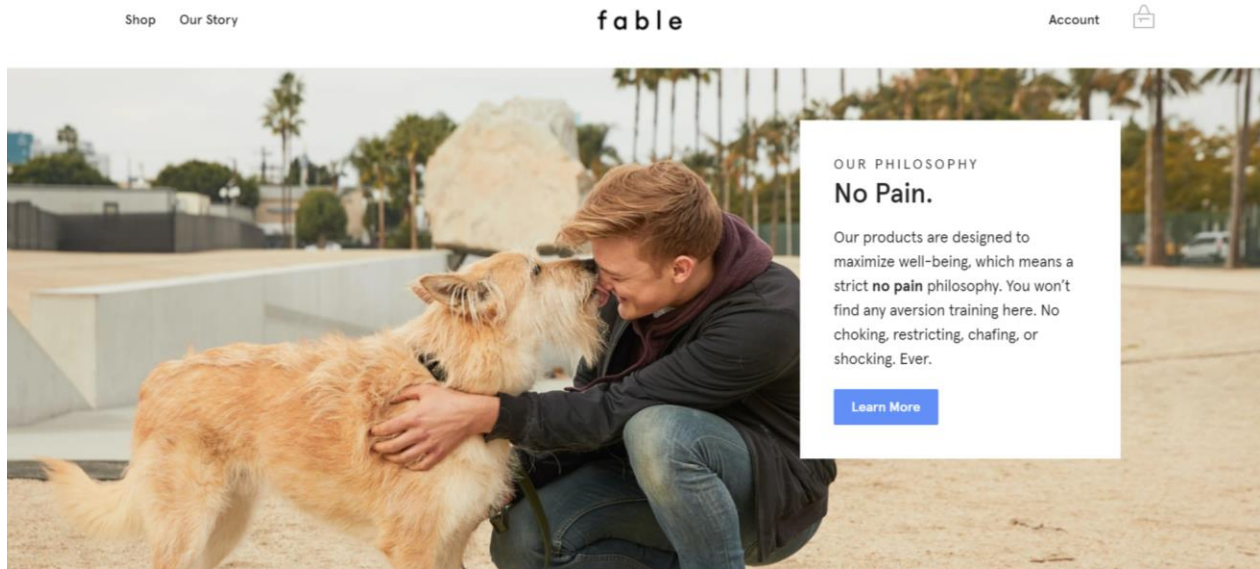 Shop Our Story fable Account
OUR PHILOSOPHY
No Pain.
Our products are designed to
maximize well-being, which means a
strict no pain philosophy. You won't
find any aversion training here. No
choking, restricting, chafing, or
shocking. Ever.
Learn More